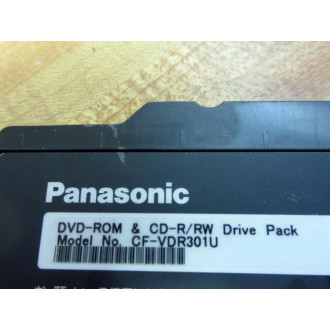 Panasonic
DVD-ROM & CD-R/RW Drive Pack
Model No. CF-VDR301U